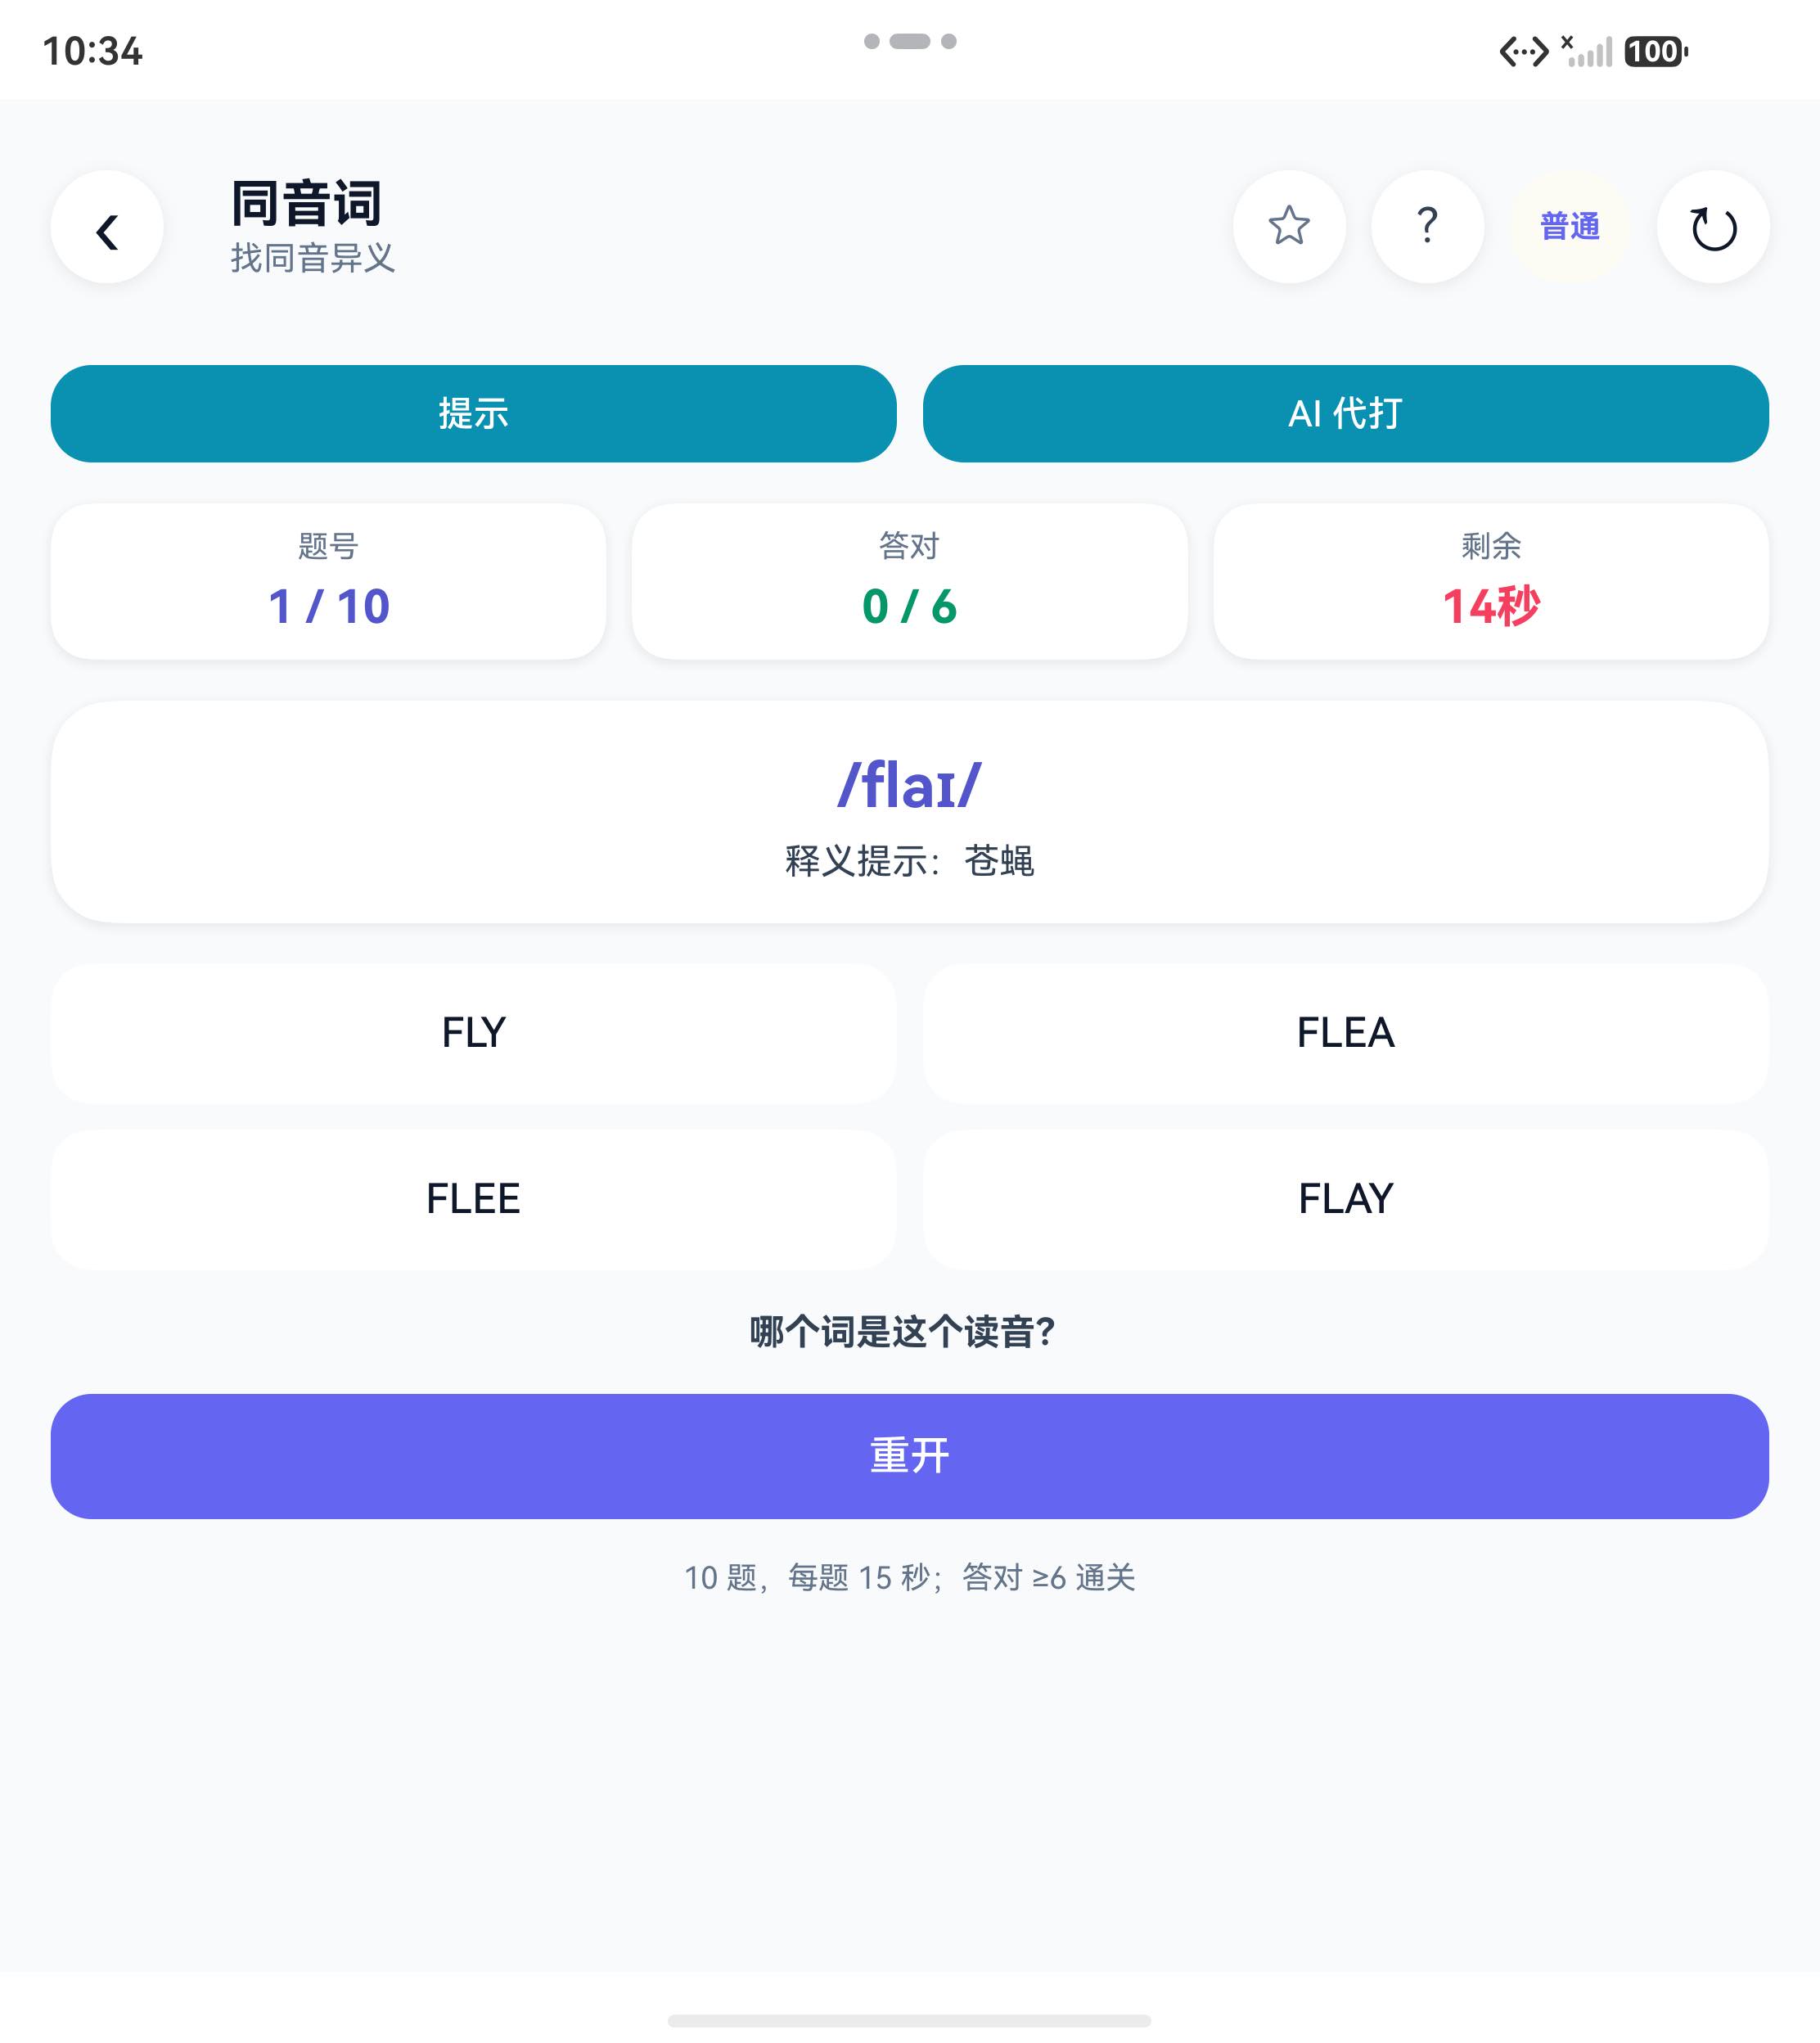 10:34
100
同音词
找同音异义
?
普通
提示
AI 代打
题号
1 / 10
答对
0 / 6
剩余
14秒
/flaɪ/
释义提示：苍蝇
FLY
FLEA
FLEE
FLAY
哪个词是这个读音?
重开
10 题，每题 15 秒；答对 ≥6 通关